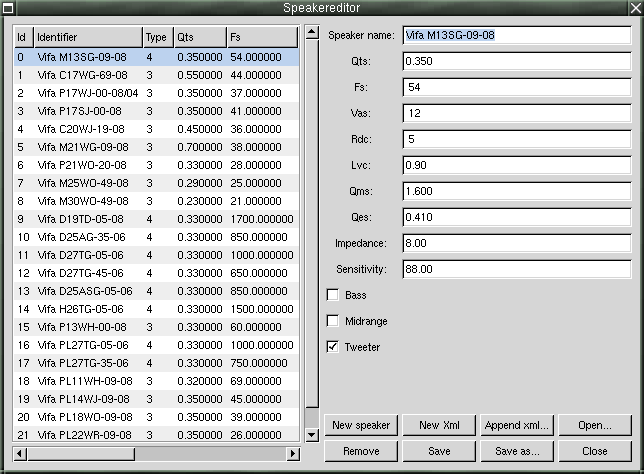 Speakereditor
Id Identifier Type Qts Fs
0 Vifa M13SG-09-08 4 0.350000 54.000000
1 Vifa C17WG-69-08 3 0.550000 44.000000
2 Vifa P17WJ-00-08/04 3 0.350000 37.000000
3 Vifa P17SJ-00-08 3 0.350000 41.000000
4 Vifa C20WJ-19-08 3 0.450000 36.000000
5 Vifa M21WG-09-08 3 0.700000 38.000000
6 Vifa P21WO-20-08 3 0.330000 28.000000
7 Vifa M25WO-49-08 3 0.290000 25.000000
8 Vifa M30WO-49-08 3 0.230000 21.000000
9 Vifa D19TD-05-08 4 0.330000 1700.000000
10 Vifa D25AG-35-06 4 0.330000 850.000000
11 Vifa D27TG-05-06 4 0.330000 1000.000000
12 Vifa D27TG-45-06 4 0.330000 650.000000
13 Vifa D25ASG-05-06 4 0.330000 850.000000
14 Vifa H26TG-05-06 4 0.330000 1500.000000
15 Vifa P13WH-00-08 3 0.330000 60.000000
16 Vifa PL27TG-05-06 4 0.330000 1000.000000
17 Vifa PL27TG-35-06 4 0.330000 750.000000
18 Vifa PL11WH-09-08 3 0.320000 69.000000
19 Vifa PL14WJ-09-08 3 0.350000 45.000000
20 Vifa PL18WO-09-08 3 0.350000 39.000000
21 Vifa PL22WR-09-08 3 0.350000 26.000000
Speaker name: Vifa M13SG-09-08
Qts: 0.350
Fs: 54
Vas: 12
Rdc: 5
Lvc: 0.90
Qms: 1.600
Qes: 0.410
Impedance: 8.00
Sensitivity: 88.00
Bass
Midrange
Tweeter
New speaker New Xml Append xml... Open...
Remove Save Save as... Close